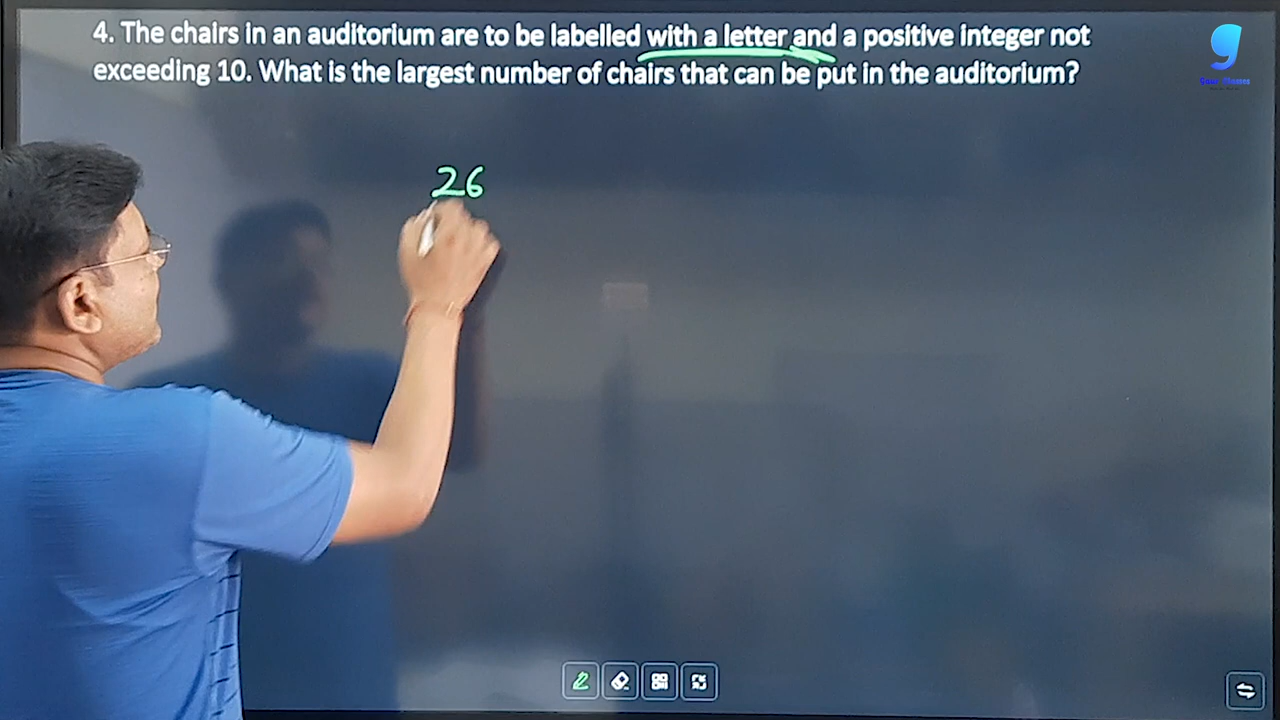 4. The chairs in an auditorium are to be labelled with a letter and a positive integer not
exceeding 10. What is the largest number of chairs that can be put in the auditorium?
26